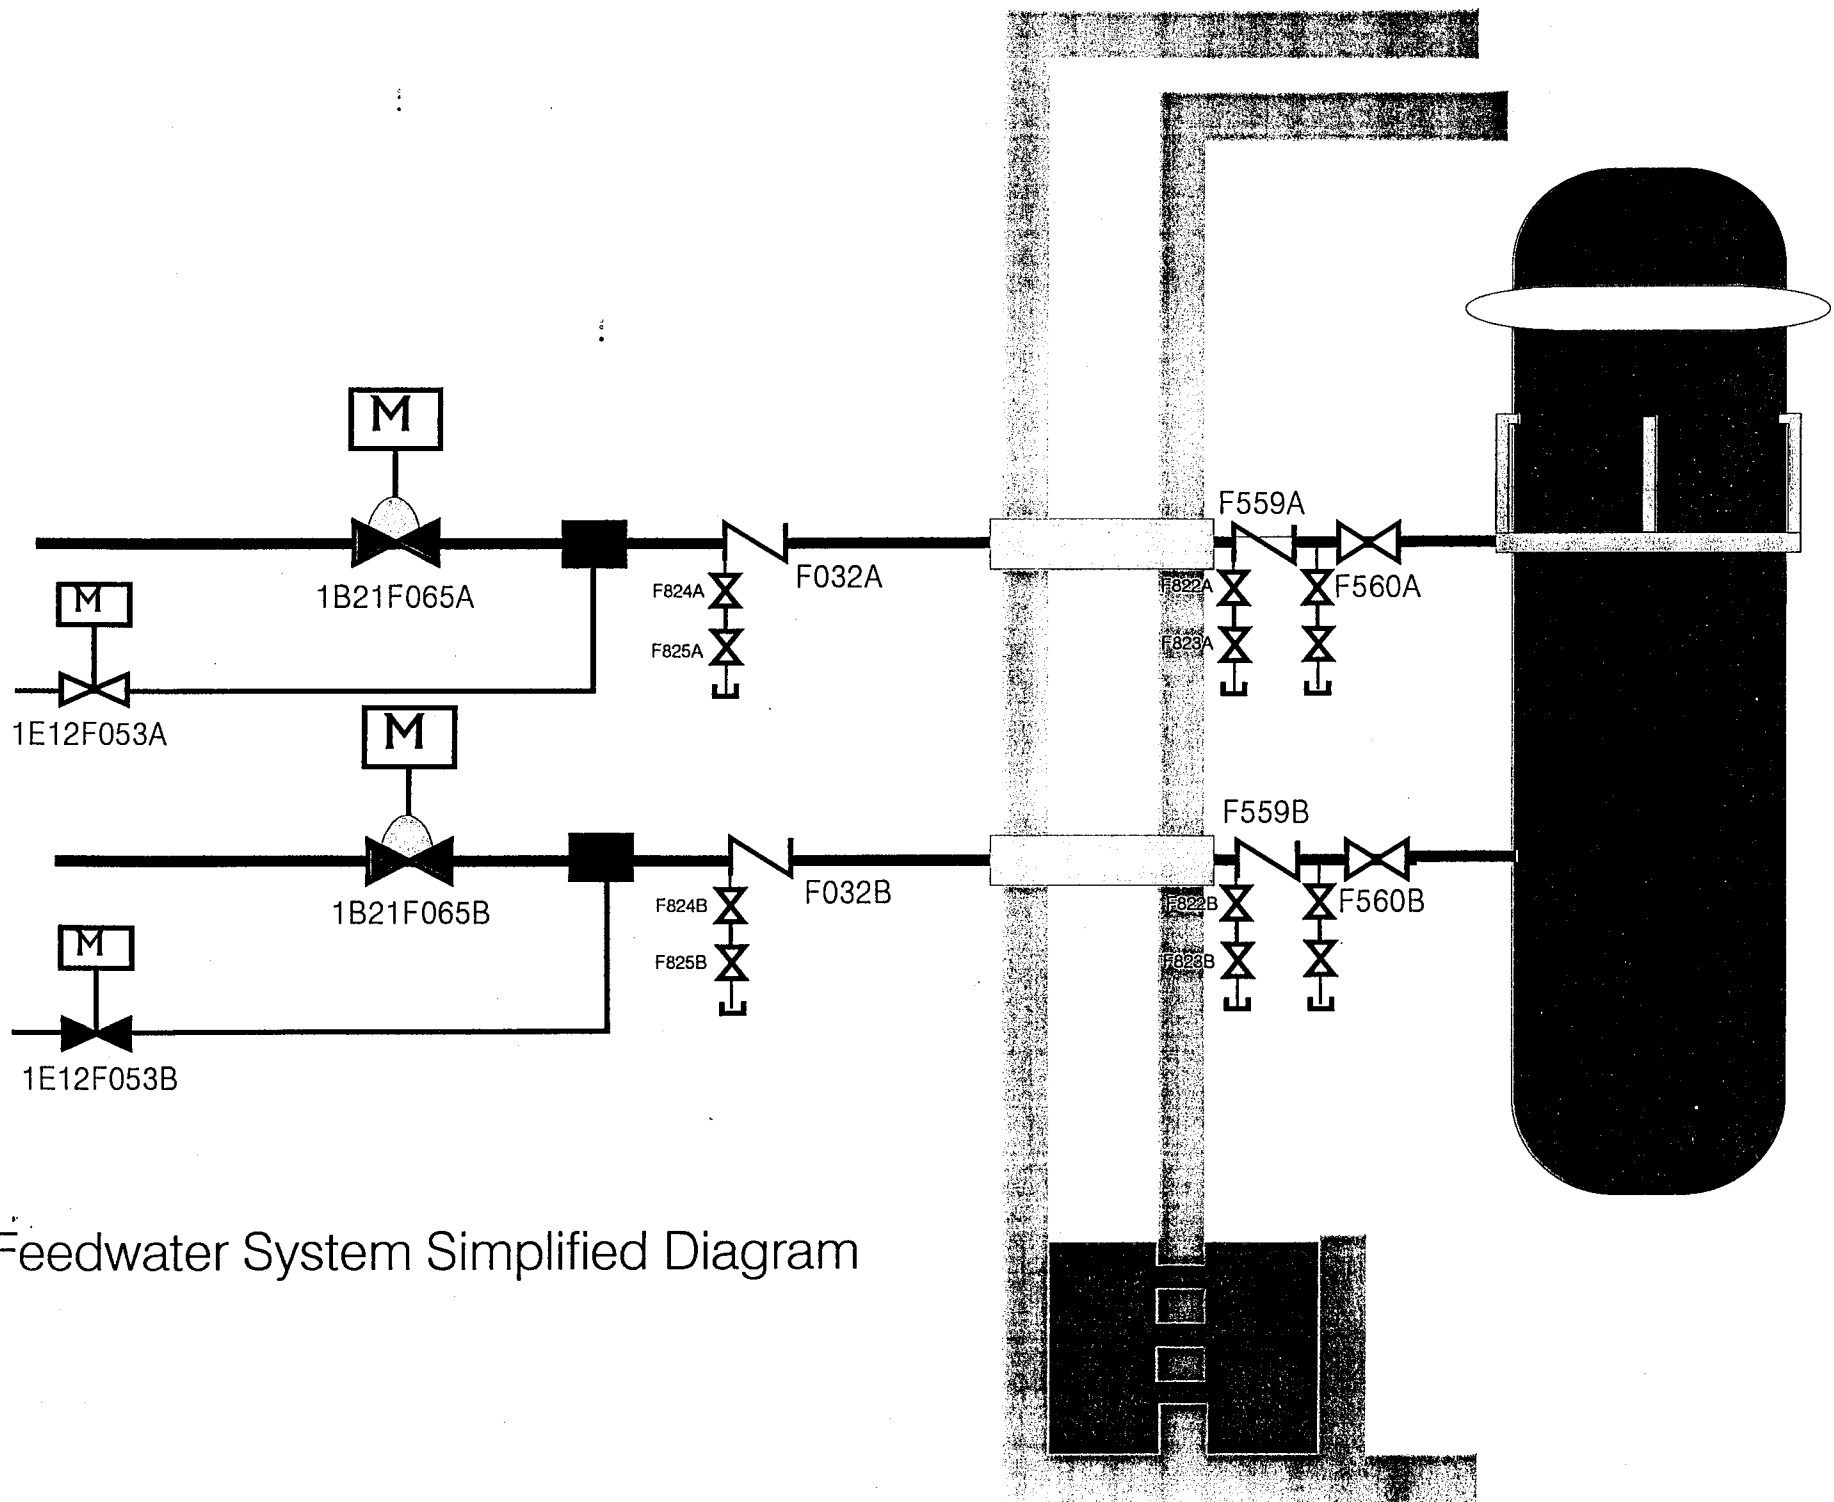 M
F559A
F032A
F560A
1B21F065A
F824A
F822A
M
F825A
F823A
1E12F053A
M
F559B
F032B
F560B
1B21F065B
F824B
F822B
M
F825B
F823B
1E12F053B
Feedwater System Simplified Diagram